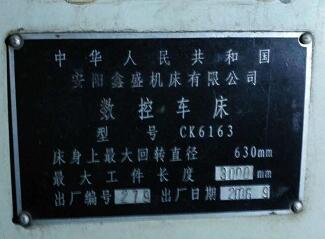 中华人民共和国
安阳鑫盛机床有限公司
数控车床
型号 CK6163
床身上最大回转直径 630mm
最大工件长度 3000 mm
出厂编号 279 出厂日期 2006 9